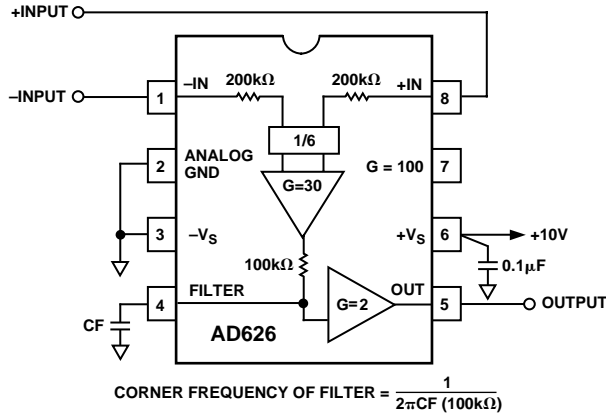 +INPUT
–INPUT
–IN
200kΩ
200kΩ
+IN
1
8
1/6
2
ANALOG
GND
G=30
G = 100
7
3
–VS
+VS
6
+10V
100kΩ
0.1μF
4
FILTER
G=2
OUT
5
OUTPUT
CF
AD626
CORNER FREQUENCY OF FILTER = 1
2πCF (100kΩ)